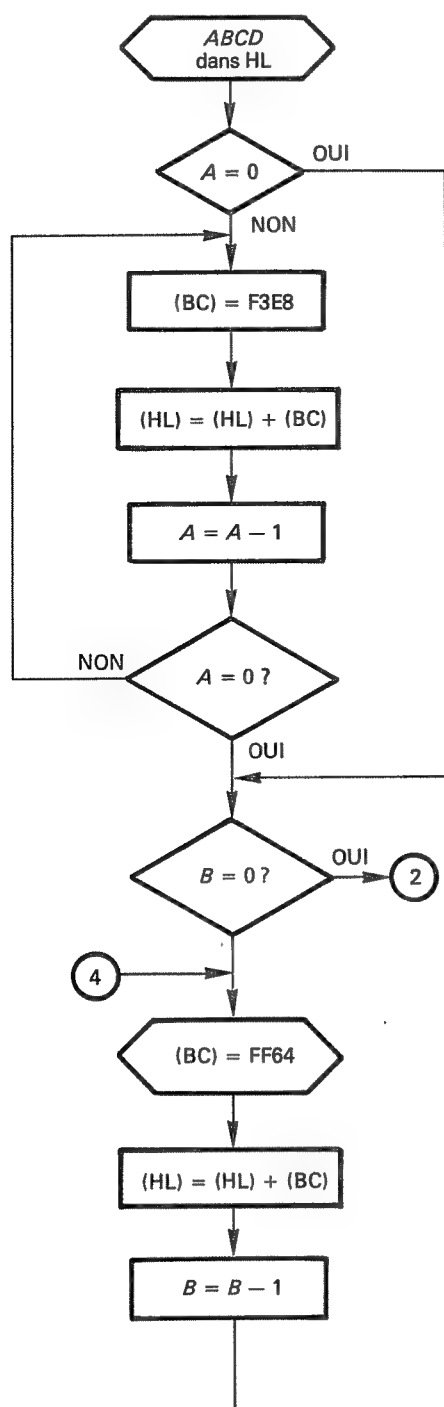 ABCD
dans HL
A = 0
OUI
NON
(BC) = F3E8
(HL) = (HL) + (BC)
A = A – 1
NON
A = 0 ?
OUI
B = 0 ?
OUI
2
4
(BC) = FF64
(HL) = (HL) + (BC)
B = B – 1